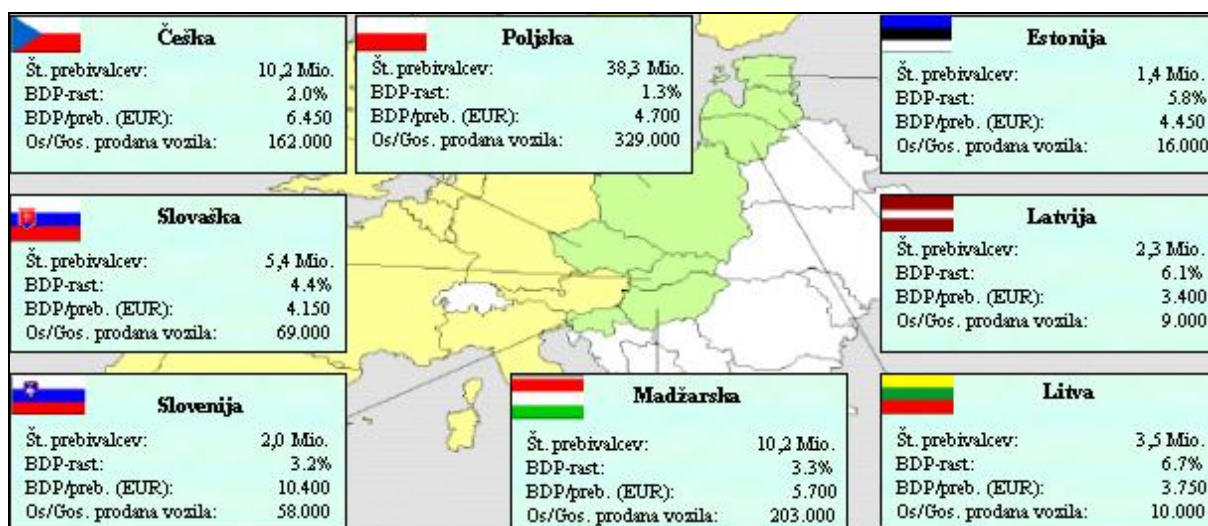 Češka
Št. prebivalcev: 10,2 Mio.
BDP-rast: 2.0%
BDP/preb. (EUR): 6.450
Os/Gos. prodana vozila: 162.000
Poljska
Št. prebivalcev: 38,3 Mio.
BDP-rast: 1.3%
BDP/preb. (EUR): 4.700
Os/Gos. prodana vozila: 329.000
Estonija
Št. prebivalcev: 1,4 Mio.
BDP-rast: 5.8%
BDP/preb. (EUR): 4.450
Os/Gos. prodana vozila: 16.000
Slovaška
Št. prebivalcev: 5,4 Mio.
BDP-rast: 4.4%
BDP/preb. (EUR): 4.150
Os/Gos. prodana vozila: 69.000
Latvija
Št. prebivalcev: 2,3 Mio.
BDP-rast: 6.1%
BDP/preb. (EUR): 3.400
Os/Gos. prodana vozila: 9.000
Slovenija
Št. prebivalcev: 2,0 Mio.
BDP-rast: 3.2%
BDP/preb. (EUR): 10.400
Os/Gos. prodana vozila: 58.000
Madžarska
Št. prebivalcev: 10,2 Mio.
BDP-rast: 3.3%
BDP/preb. (EUR): 5.700
Os/Gos. prodana vozila: 203.000
Litva
Št. prebivalcev: 3,5 Mio.
BDP-rast: 6.7%
BDP/preb. (EUR): 3.750
Os/Gos. prodana vozila: 10.000